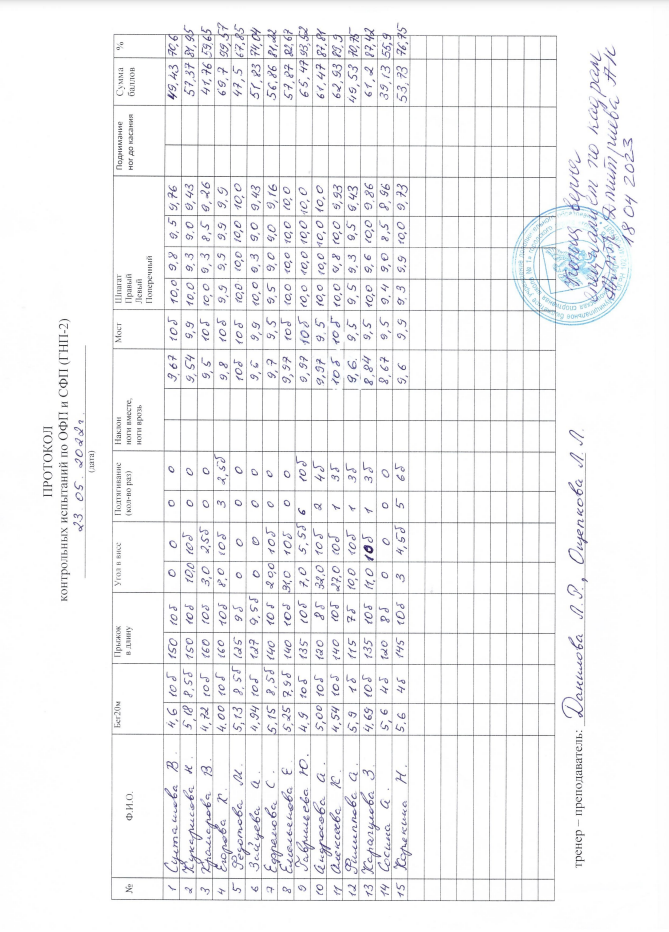 ПРОТОКОЛ
контрольных испытаний по ОФП и СФП (ГНП-2)
23 05. 2022г.
(дата)
№ Ф.И.О. Бег20м Прыжок в длину Угол в висе Подтягивание (кол-во раз) Наклон ноги вместе, ноги врозь Мост Шпагат Правый Левый Поперечный Поднимание ног до касания Сумма баллов %
1 Султашова В. 4,6 10б 150 10б 0 0 0 0 9,67 10б 10,0 9,8 9,5 9,76 49,43 70,6
2 Кукарисова К. 5,18 8,5б 150 10б 10,0 10б 0 0 9,54 9,9 10,0 9,3 9,0 9,43 57,37 81,95
3 Крамарова В. 4,72 10б 160 10б 3,0 2,5б 0 0 9,5 10б 10,0 9,3 8,5 9,26 41,76 59,65
4 Егорова К. 4.00 10б 160 10б 8,0 10б 3 2,5б 9,8 10б 9,9 9,9 9,9 9,9 69,7 99,57
5 Федотова М. 5,13 8,5б 125 9б 0 0 0 0 10б 10б 10,0 10,0 10,0 10,0 47,5 67,85
6 Зайцева А. 4,94 10б 127 9,5б 0 0 0 0 9,6 9,9 10,0 9,3 9,0 9,43 51,83 74,04
7 Ефремова С. 5,15 8,5б 140 10б 20,0 10б 0 0 9,7 9,5 9,5 9,0 9,0 9,16 56,86 81,22
8 Емельянова Е. 5,25 7,9б 140 10б 31,0 10б 0 0 9,97 10б 10,0 10,0 10,0 10,0 57,87 82,67
9 Гаврищева Ю. 4,9 10б 135 10б 7,0 5,5б 6 10б 9,97 10б 10,0 10,0 10,0 10,0 65,47 93,52
10 Андросова А. 5,00 10б 120 8б 32,0 10б 2 4б 9,97 9,5 10,0 10,0 10,0 10,0 61,47 87,81
11 Алексеева К. 4,54 10б 140 10б 27,0 10б 1 3б 10б 10б 10,0 9,8 10,0 9,93 62,93 89,9
12 Филиппова А. 5,9 1б 115 7б 10,0 10б 1 3б 9,6 9,5 9,5 9,3 9,5 9,43 49,53 70,75
13 Карагулова З. 4,69 10б 135 10б 11,0 10б 1 3б 8,84 9,5 10,0 9,6 10,0 9.86 61,2 87,42
14 Сосина А. 5,6 4б 120 8б 0 0 0 0 8,67 9,5 9,4 9,0 8,5 8,96 39,13 55,9
15 Корекина Н. 5,6 4б 145 10б 3 4,5б 5 6б 9,6 9,9 9,3 9,9 10,0 9,73 53,73 76,75
тренер – преподаватель: Данилова Л.Р., Ощепкова Л.Л.
Копия верна
специалист по кадрам
Дмитриева А.К
18 04 2023